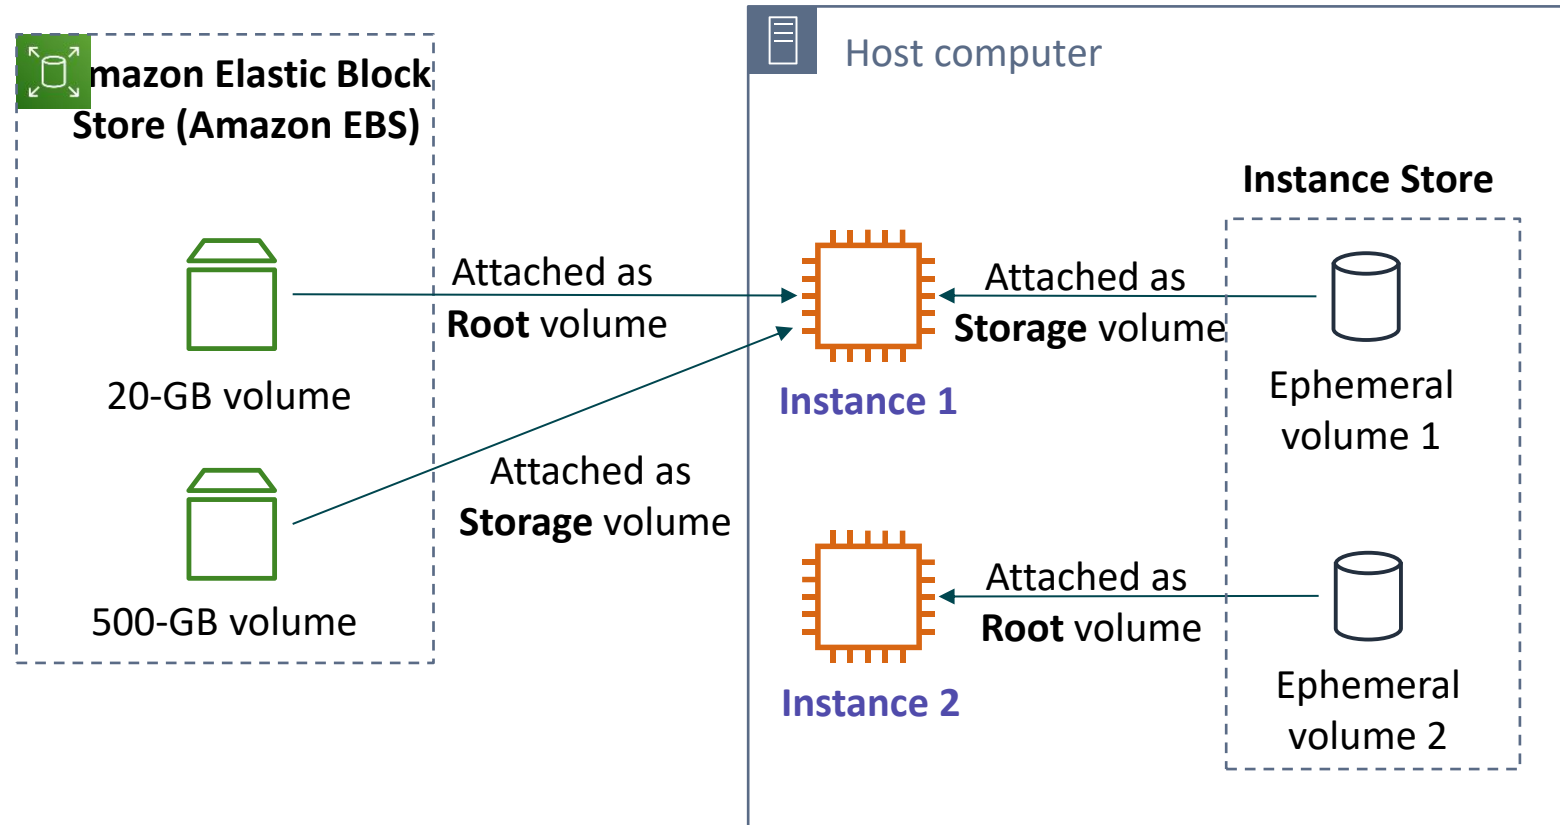 mazon Elastic Block
Store (Amazon EBS)
Host computer
Instance Store
Attached as
Root volume
Attached as
Storage volume
20-GB volume
Instance 1
Ephemeral
volume 1
Attached as
Storage volume
500-GB volume
Attached as
Root volume
Instance 2
Ephemeral
volume 2